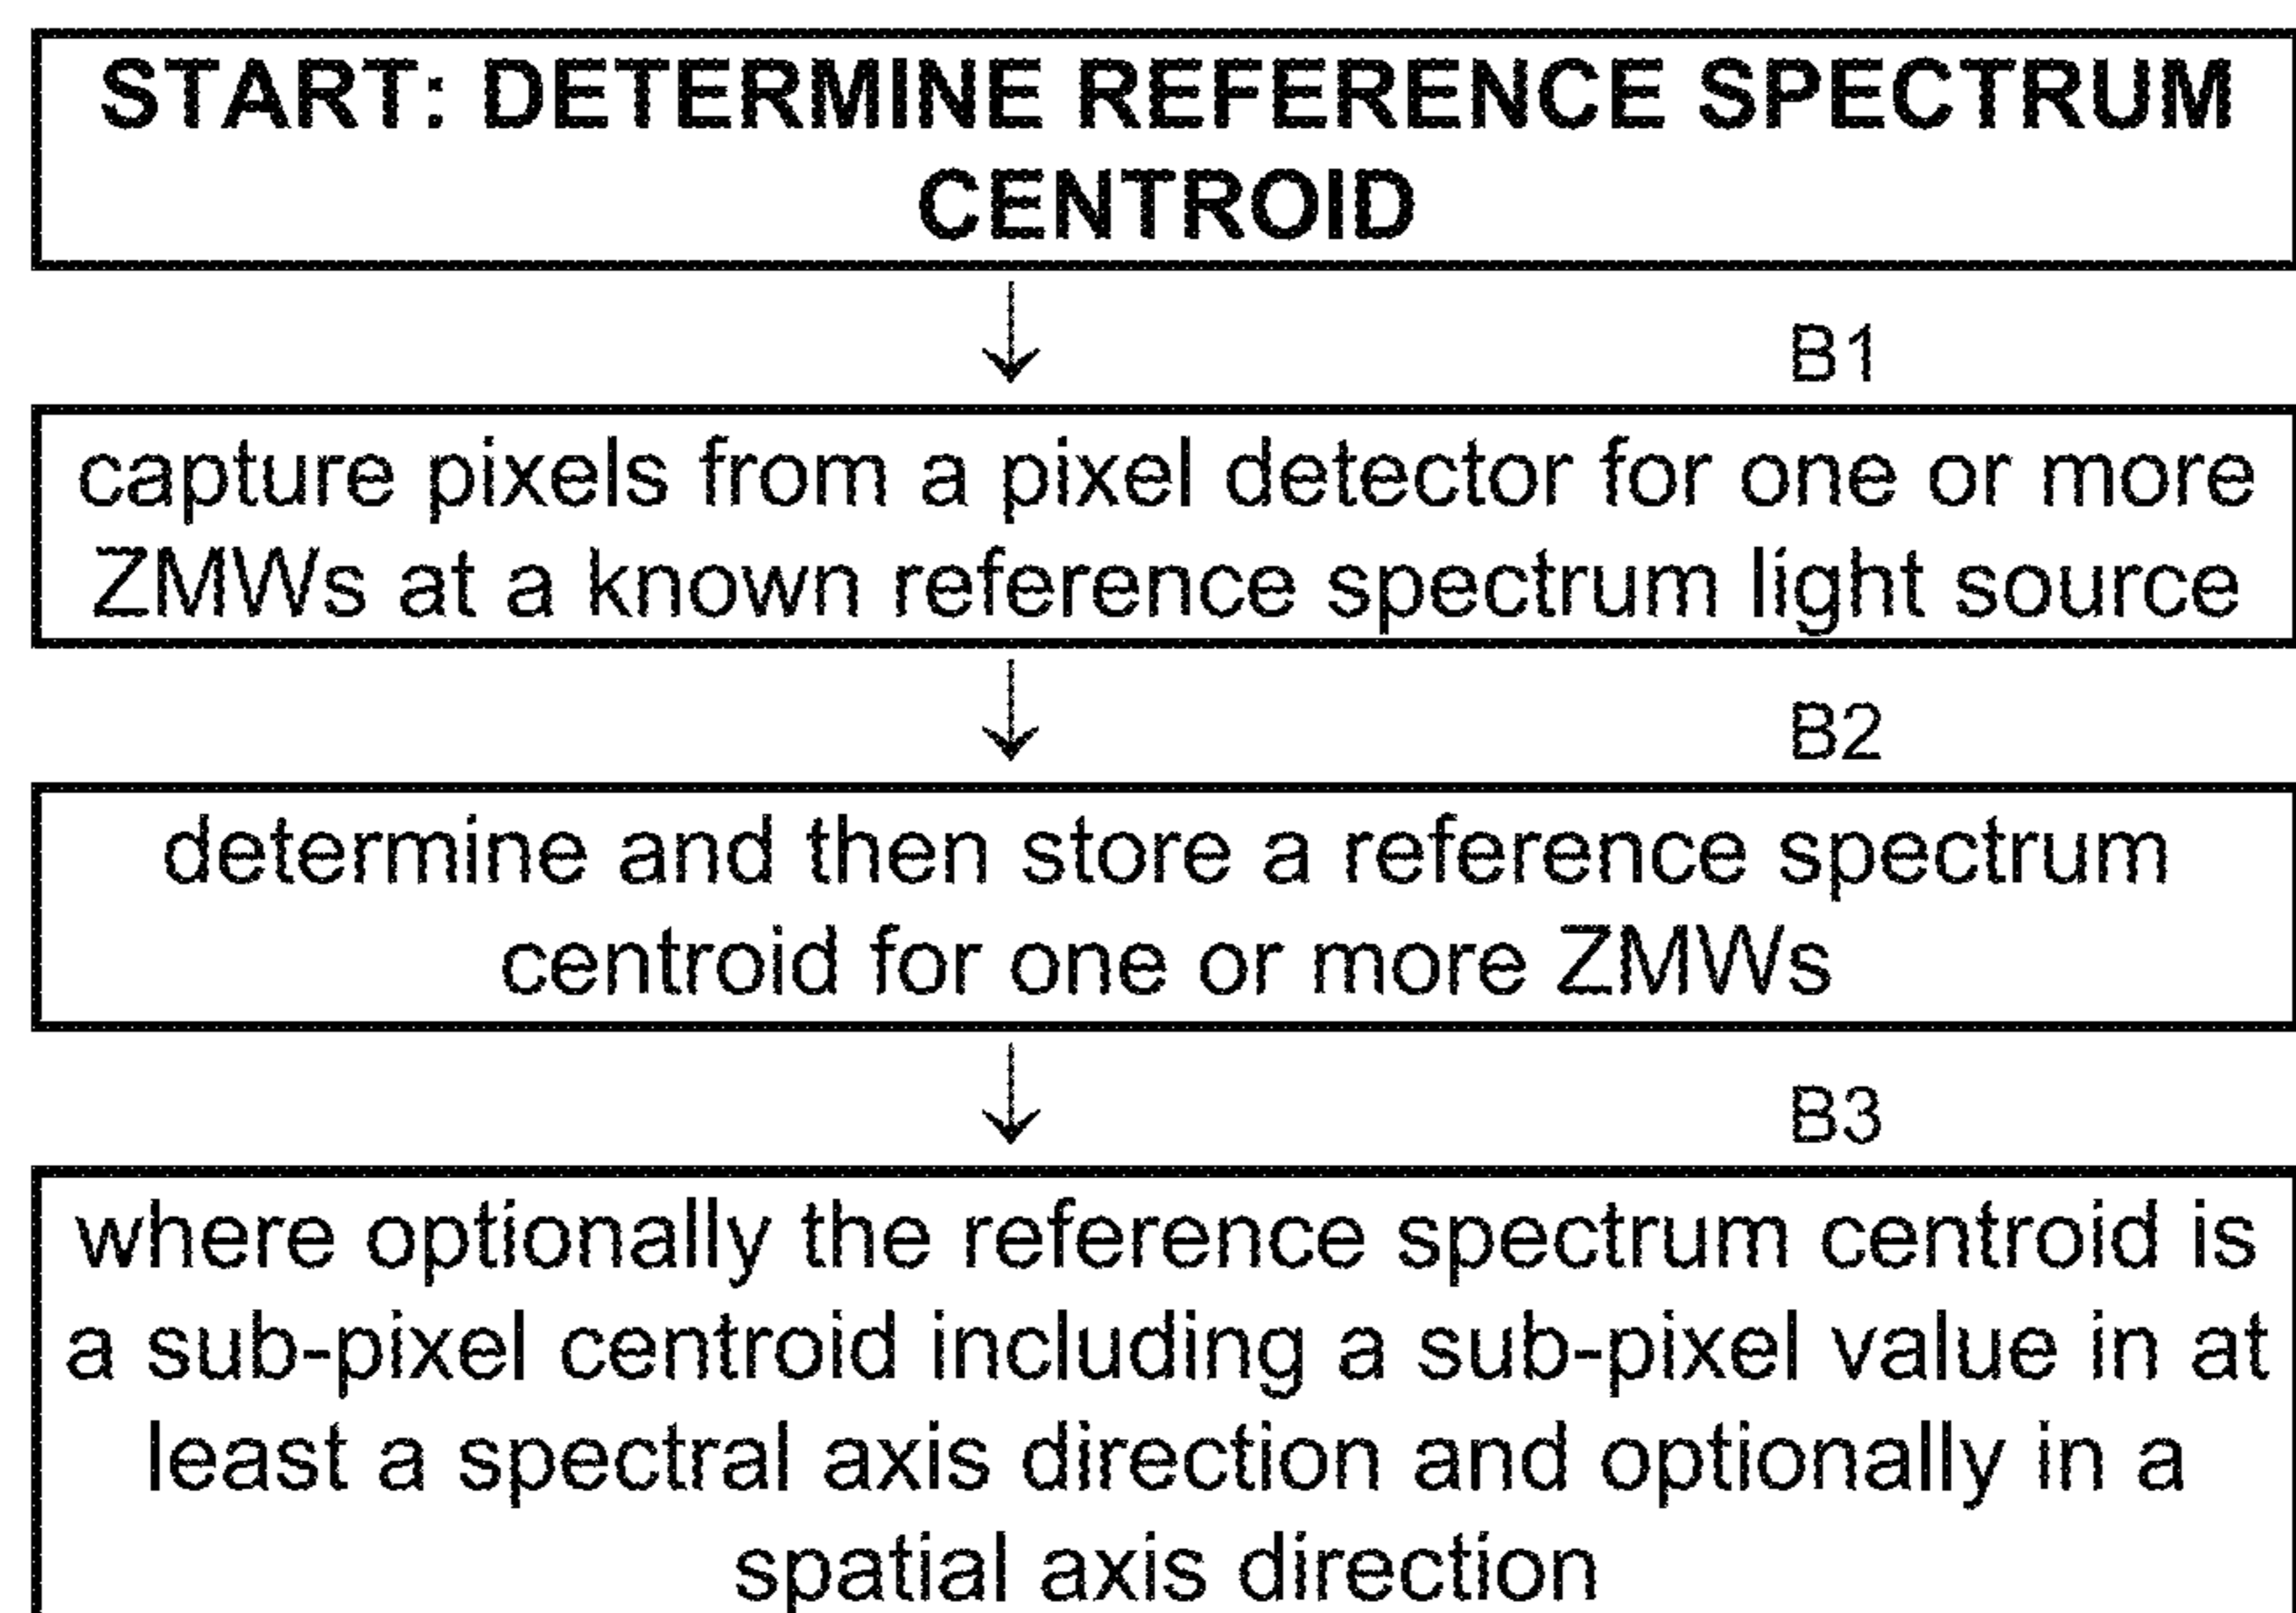 START: DETERMINE REFERENCE SPECTRUM
CENTROID
B1
capture pixels from a pixel detector for one or more
ZMWs at a known reference spectrum light source
B2
determine and then store a reference spectrum
centroid for one or more ZMWs
B3
where optionally the reference spectrum centroid is
a sub-pixel centroid including a sub-pixel value in at
least a spectral axis direction and optionally in a
spatial axis direction